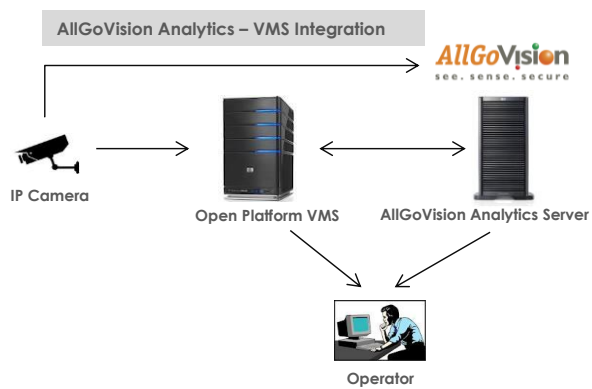 AllGoVision Analytics – VMS Integration
AllGoVision
see. sense. secure
IP Camera
Open Platform VMS
AllGoVision Analytics Server
Operator